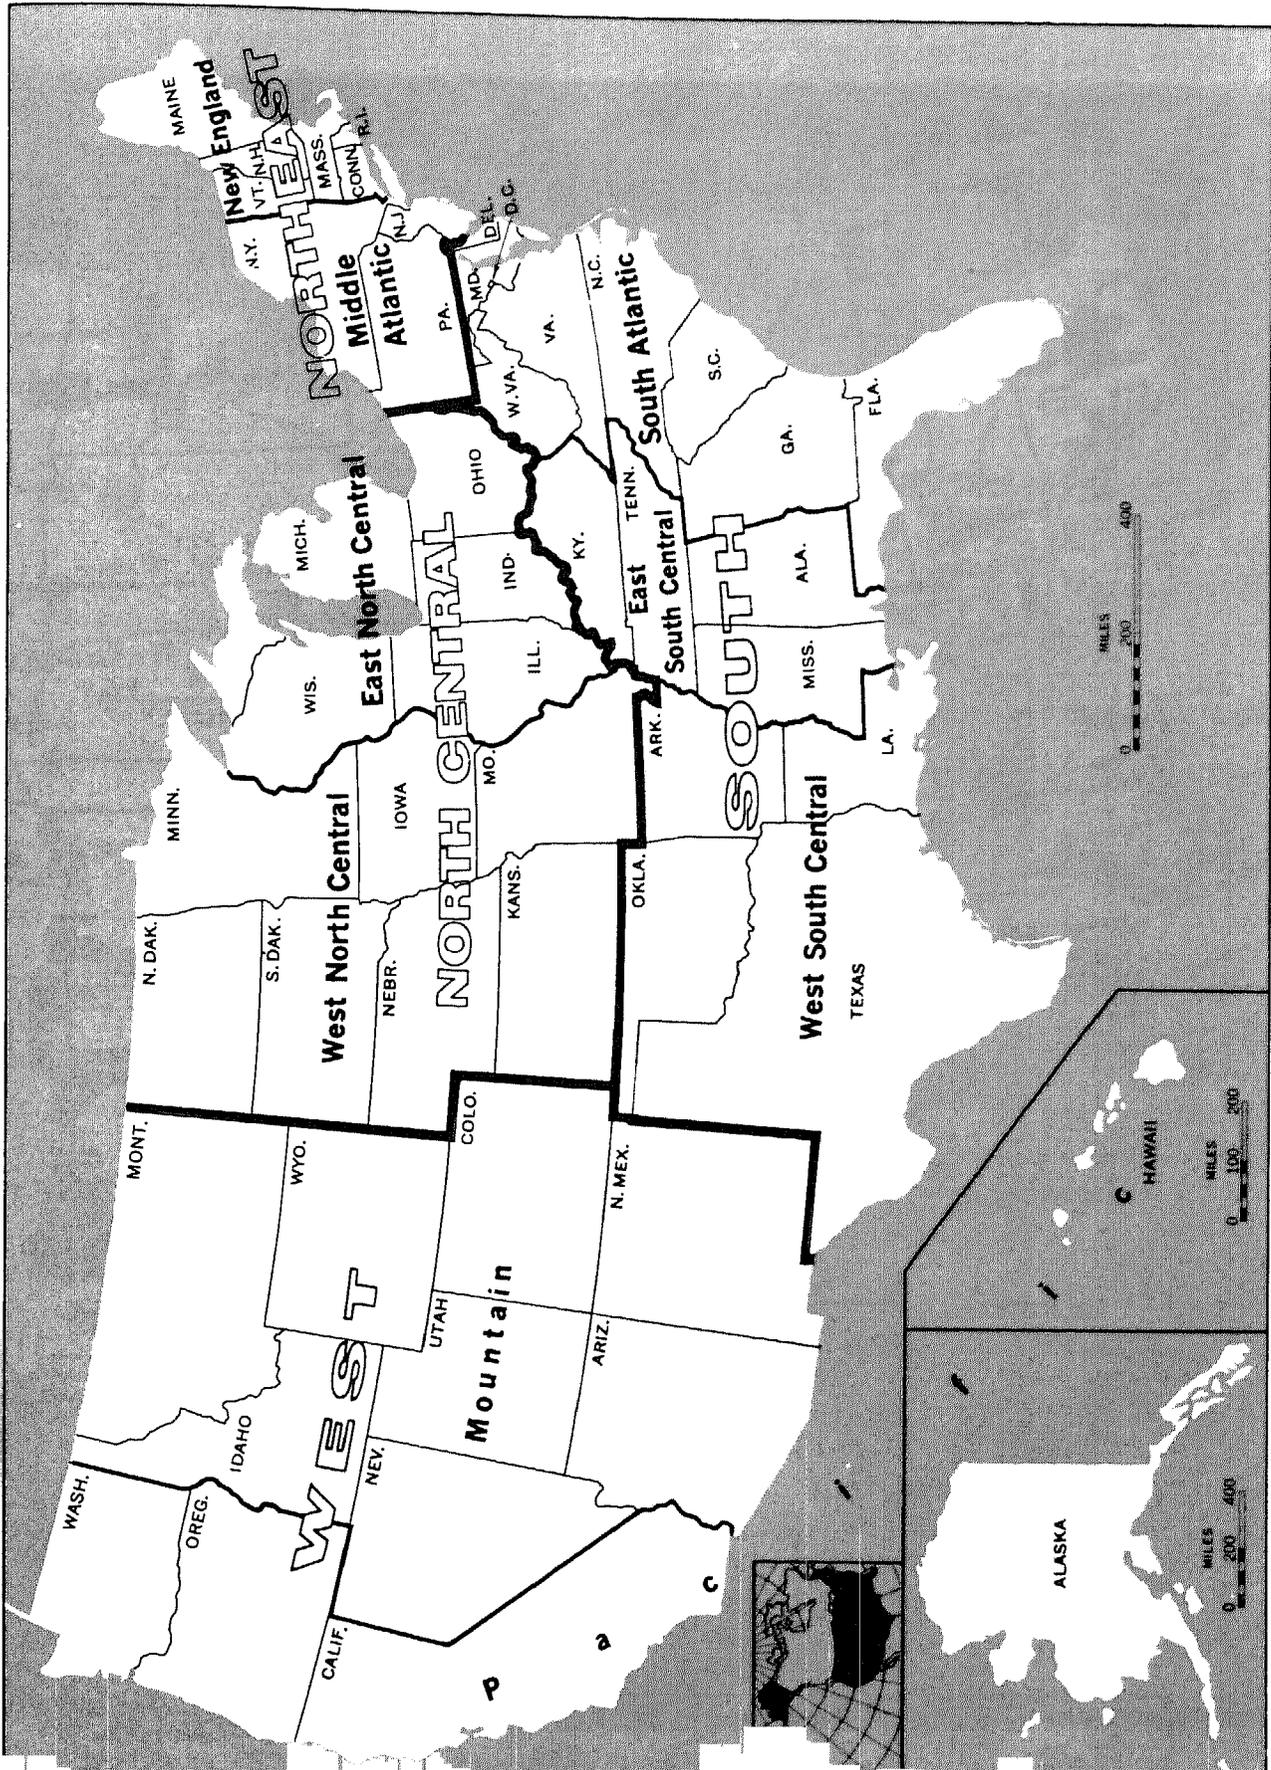 WEST
NORTH CENTRAL
NORTHEAST
SOUTH
Pacific
Mountain
West North Central
East North Central
Middle
Atlantic
New England
West South Central
East
South Central
South Atlantic
WASH.
OREG.
CALIF.
IDAHO
NEV.
MONT.
WYO.
UTAH
COLO.
ARIZ.
N. MEX.
N. DAK.
S. DAK.
NEBR.
KANS.
MINN.
IOWA
MO.
WIS.
MICH.
ILL.
IND.
OHIO
N.Y.
PA.
N.J.
MAINE
VT.
N.H.
MASS.
CONN.
R.I.
OKLA.
TEXAS
ARK.
LA.
KY.
TENN.
MISS.
ALA.
W. VA.
MD.
DEL.
D.C.
VA.
N.C.
S.C.
GA.
FLA.
ALASKA
MILES
0 200 400
HAWAII
MILES
0 100 200
MILES
0 200 400